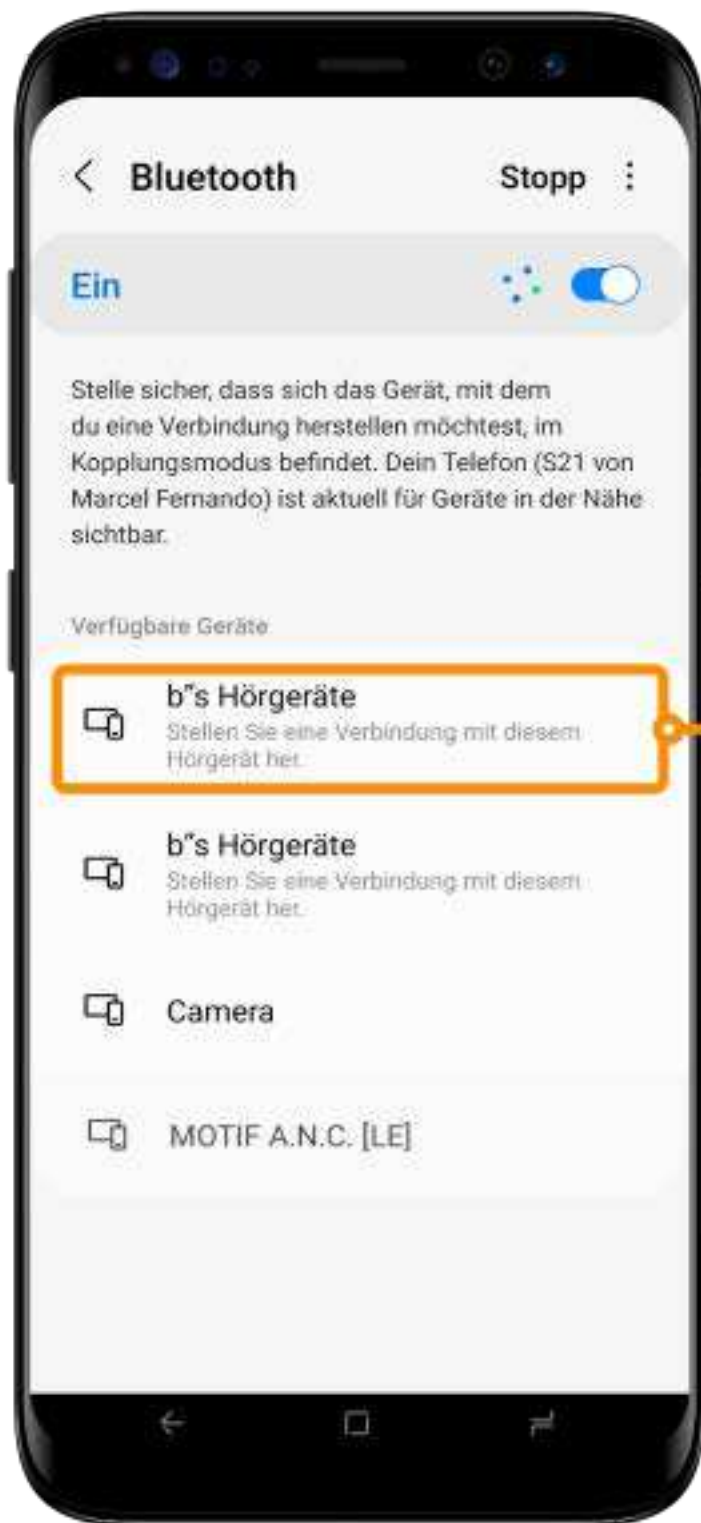 Bluetooth Stopp
Ein
Stelle sicher, dass sich das Gerät, mit dem
du eine Verbindung herstellen möchtest, im
Kopplungsmodus befindet. Dein Telefon (S21 von
Marcel Fernando) ist aktuell für Geräte in der Nähe
sichtbar.
Verfügbare Geräte
b"s Hörgeräte
Stellen Sie eine Verbindung mit diesem
Hörgerät her.
b"s Hörgeräte
Stellen Sie eine Verbindung mit diesem
Hörgerät her.
Camera
MOTIF A.N.C. [LE]